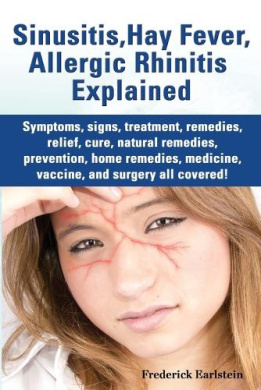 Sinusitis,Hay Fever,
Allergic Rhinitis
Explained
Symptoms, signs, treatment, remedies,
relief, cure, natural remedies,
prevention, home remedies, medicine,
vaccine, and surgery all covered!
Frederick Earlstein